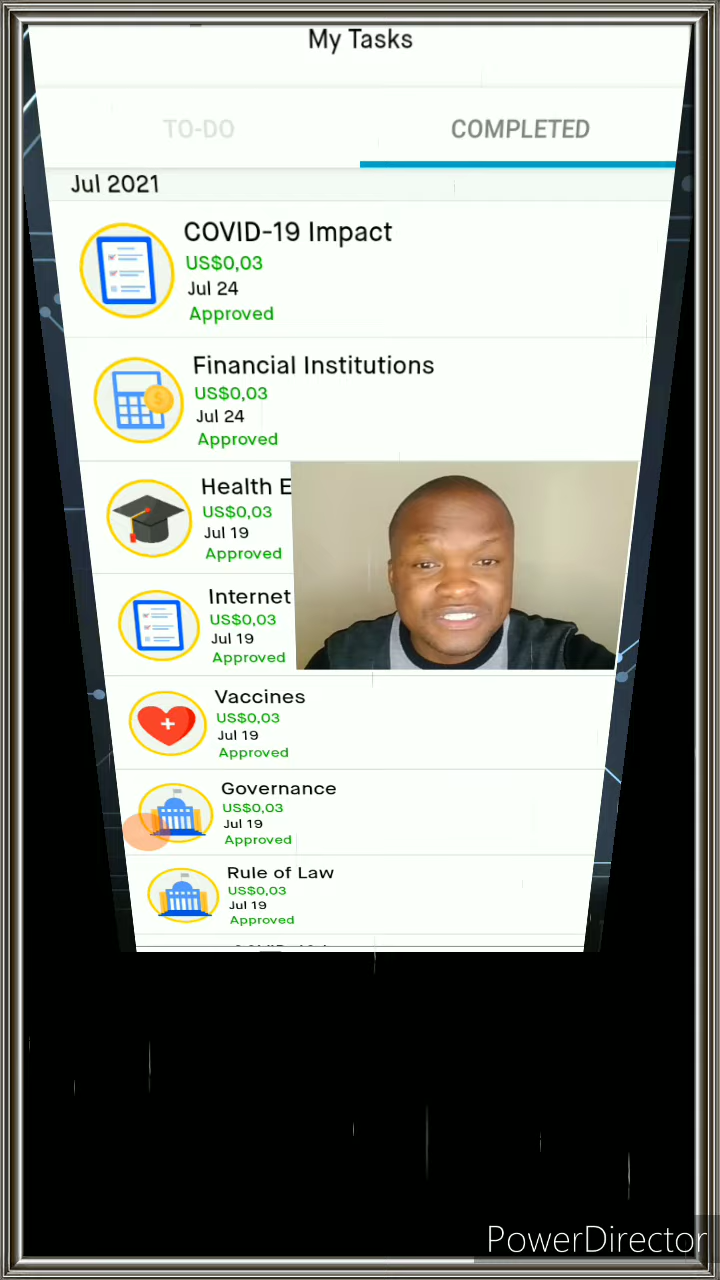 My Tasks
TO-DO
COMPLETED
Jul 2021
COVID-19 Impact
US$0,03
Jul 24
Approved
Financial Institutions
US$0,03
Jul 24
Approved
Health E
US$0,03
Jul 19
Approved
Internet
US$0,03
Jul 19
Approved
Vaccines
US$0,03
Jul 19
Approved
Governance
US$0,03
Jul 19
Approved
Rule of Law
US$0,03
Jul 19
Approved
PowerDirector